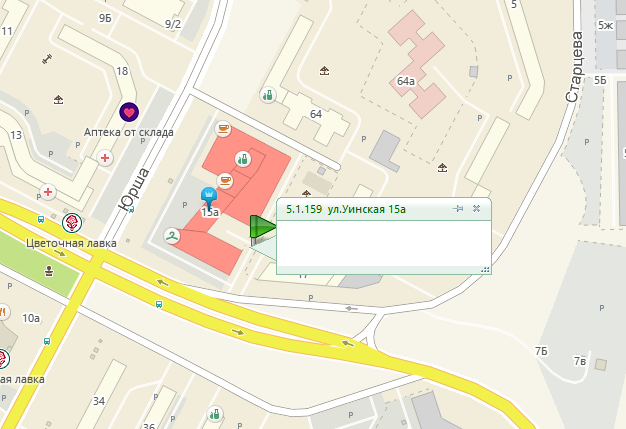 9Б
9/2
5
11
5ж
18
64а
5Б
Старцева
Р
Аптека от склада
13
64
Р
Р
Р
Юрша
5.1.159 ул.Уинская 15а
15а
Цветочная лавка
Р
Р
Р
10а
7Б
7в
ая лавка
34
36
Р